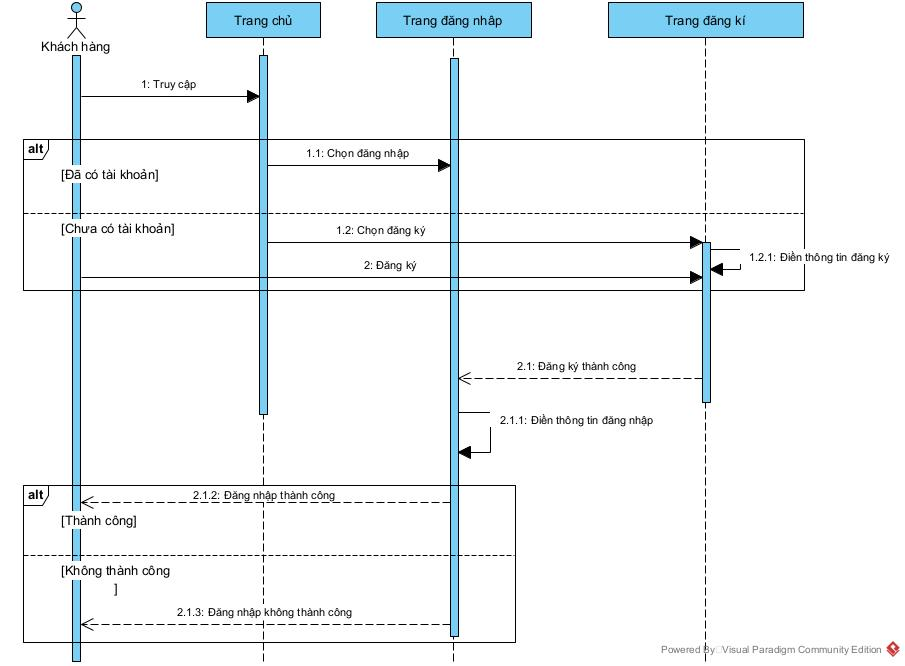 Khách hàng
Trang chủ
Trang đăng nhâp
Trang đăng kí
1: Truy cập
alt
1.1: Chọn đăng nhập
[Đã có tài khoản]
[Chưa có tài khoản]
1.2: Chọn đăng ký
1.2.1: Điền thông tin đăng ký
2: Đăng ký
2.1: Đăng ký thành công
2.1.1: Điền thông tin đăng nhập
alt
2.1.2: Đăng nhập thành công
[Thành công]
[Không thành công
]
2.1.3: Đăng nhập không thành công
Powered By Visual Paradigm Community Edition